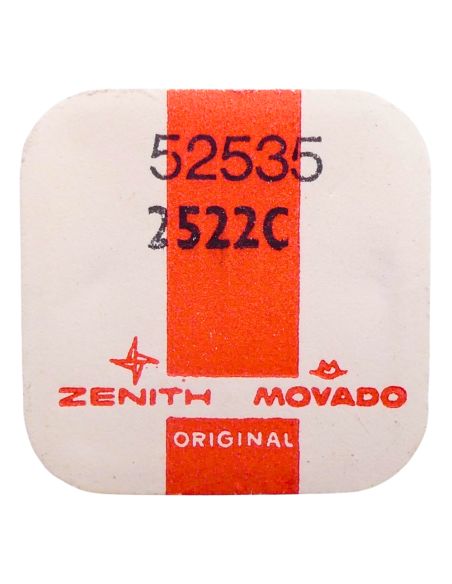 52535
2522C
ZENITH MOVADO
ORIGINAL